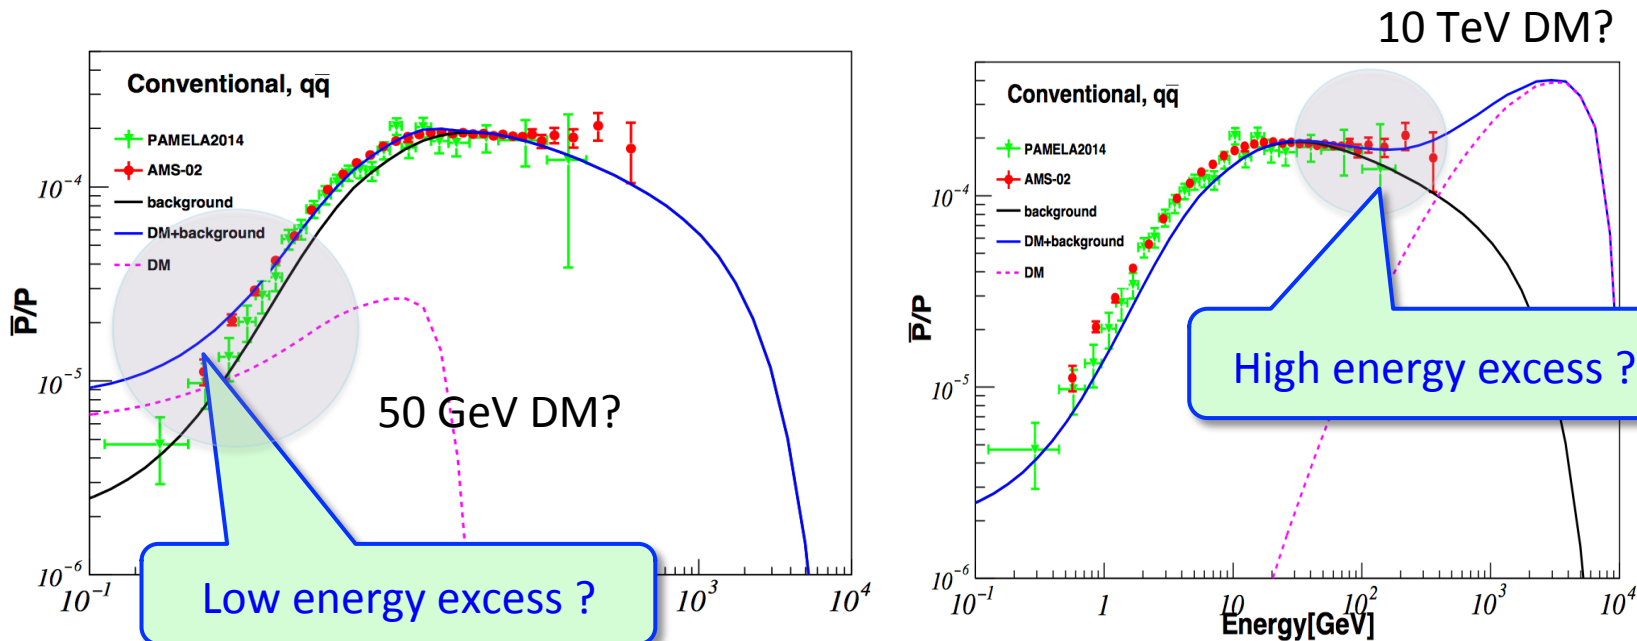 10 TeV DM?
Conventional, qq̅
PAMELA2014
AMS-02
background
DM+background
DM
P̅/P
10⁻⁴
10⁻⁵
10⁻⁶
10⁻¹
10³
10⁴
50 GeV DM?
Low energy excess ?
Conventional, qq̅
PAMELA2014
AMS-02
background
DM+background
DM
P̅/P
10⁻⁴
10⁻⁵
10⁻⁶
10⁻¹
1
10
10²
10³
10⁴
Energy[GeV]
High energy excess ?